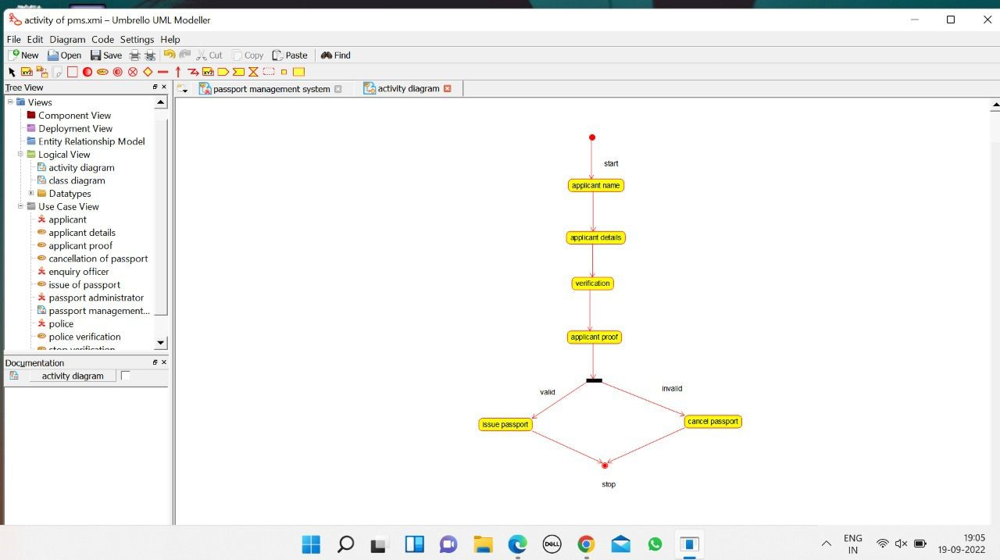 activity of pms.xmi – Umbrello UML Modeller
File Edit Diagram Code Settings Help
New Open Save Cut Copy Paste Find
Tree View
passport management system
activity diagram
Views
Component View
Deployment View
Entity Relationship Model
Logical View
activity diagram
class diagram
Datatypes
Use Case View
applicant
applicant details
applicant proof
cancellation of passport
enquiry officer
issue of passport
passport administrator
passport management...
police
police verification
stop verification
Documentation
activity diagram
start
applicant name
applicant details
verification
applicant proof
valid
invalid
issue passport
cancel passport
stop
DELL
ENG
IN
19:05
19-09-2022